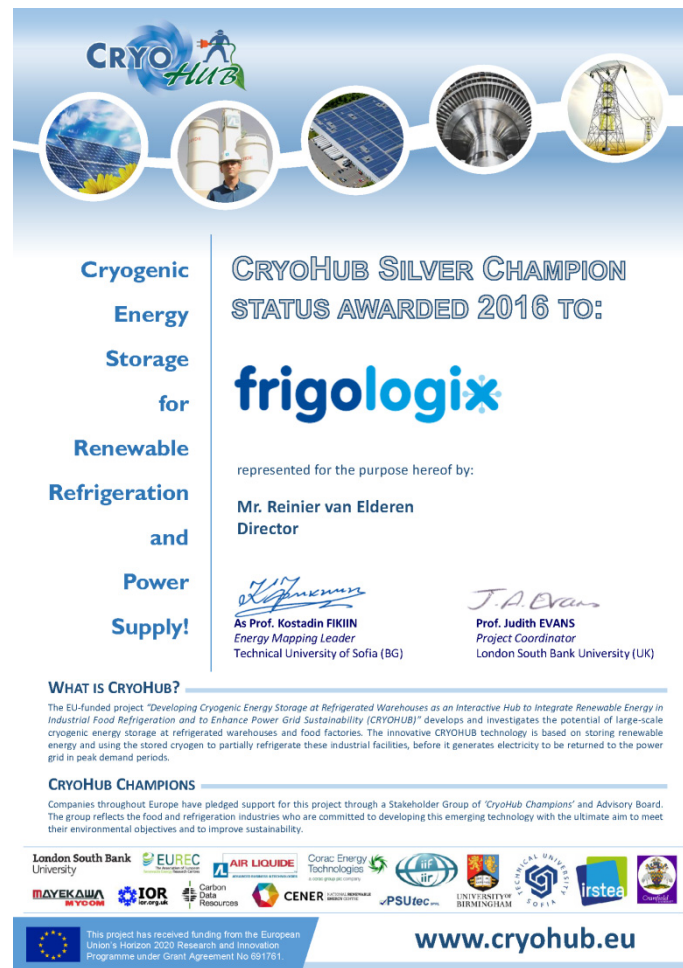 CRYO
HUB
Cryogenic
Energy
Storage
for
Renewable
Refrigeration
and
Power
Supply!
CRYOHUB SILVER CHAMPION
STATUS AWARDED 2016 TO:
frigologix
represented for the purpose hereof by:
Mr. Reinier van Elderen
Director
J.A. Evans
As Prof. Kostadin FIKIIN
Energy Mapping Leader
Technical University of Sofia (BG)
Prof. Judith EVANS
Project Coordinator
London South Bank University (UK)
WHAT IS CRYOHUB?
The EU-funded project "Developing Cryogenic Energy Storage at Refrigerated Warehouses as an Interactive Hub to Integrate Renewable Energy in
Industrial Food Refrigeration and to Enhance Power Grid Sustainability (CRYOHUB)" develops and investigates the potential of large-scale
cryogenic energy storage at refrigerated warehouses and food factories. The innovative CRYOHUB technology is based on storing renewable
energy and using the stored cryogen to partially refrigerate these industrial facilities, before it generates electricity to be returned to the power
grid in peak demand periods.
CRYOHUB CHAMPIONS
Companies throughout Europe have pledged support for this project through a Stakeholder Group of 'CryoHub Champions' and Advisory Board.
The group reflects the food and refrigeration industries who are committed to developing this emerging technology with the ultimate aim to meet
their environmental objectives and to improve sustainability.
London South Bank
University
EUREC
AIR LIQUIDE
Corac Energy
Technologies
iif
iir
UNIVERSITY OF
BIRMINGHAM
TECHNICAL UNIVERSITY
SOFIA
irstea
Cranfield
MAYEKAWA
MYCOM
IOR
ior.org.uk
Carbon
Data
Resources
CENER
PSUtec
This project has received funding from the European
Union's Horizon 2020 Research and Innovation
Programme under Grant Agreement No 691761.
www.cryohub.eu